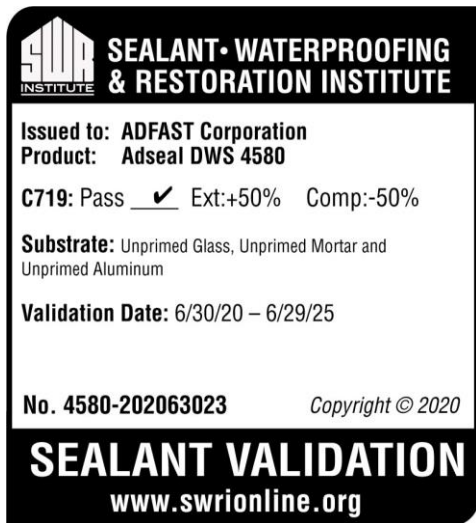 SWR
INSTITUTE
SEALANT• WATERPROOFING
& RESTORATION INSTITUTE
Issued to: ADFAST Corporation
Product: Adseal DWS 4580
C719: Pass ✔ Ext:+50% Comp:-50%
Substrate: Unprimed Glass, Unprimed Mortar and
Unprimed Aluminum
Validation Date: 6/30/20 – 6/29/25
No. 4580-202063023 Copyright © 2020
SEALANT VALIDATION
www.swrionline.org